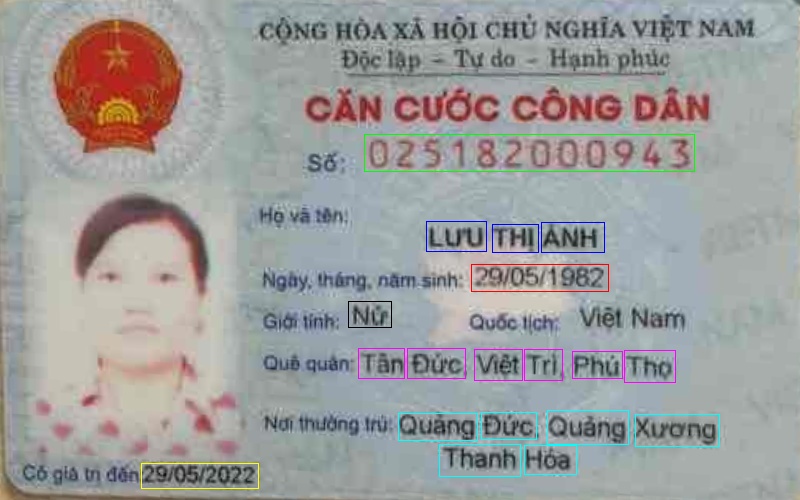 CỘNG HÒA XÃ HỘI CHỦ NGHĨA VIỆT NAM
Độc lập - Tự do - Hạnh phúc
CĂN CƯỚC CÔNG DÂN
Số: 025182000943
Họ và tên:
LƯU THỊ ÁNH
Ngày, tháng, năm sinh: 29/05/1982
Giới tính: Nữ Quốc tịch: Việt Nam
Quê quán: Tân Đức, Việt Trì, Phú Thọ
Nơi thường trú: Quảng Đức, Quảng Xương
Thanh Hóa
Có giá trị đến 29/05/2022